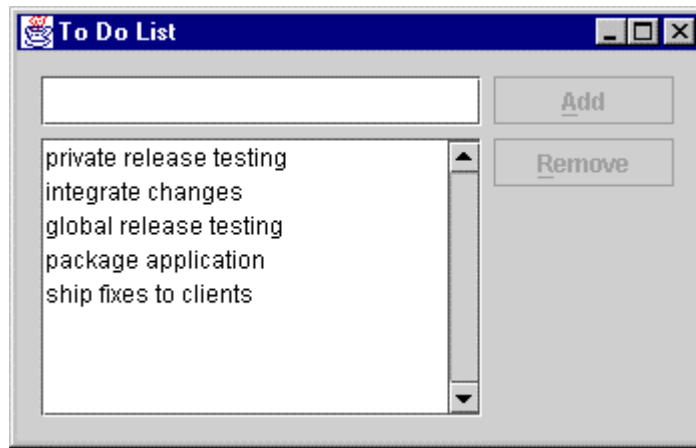 To Do List
Add
private release testing
Remove
integrate changes
global release testing
package application
ship fixes to clients